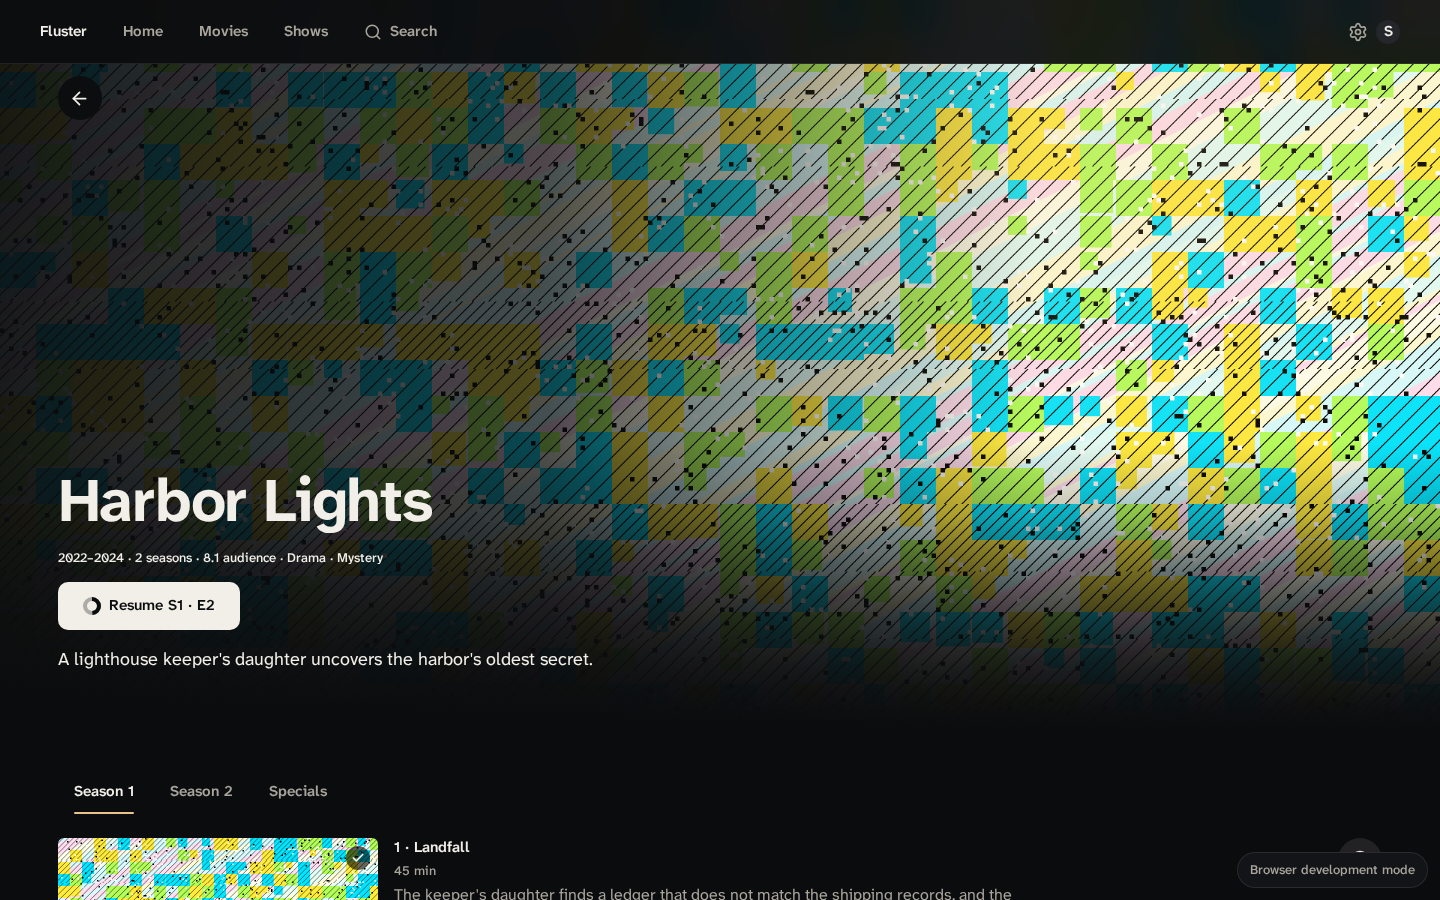 Fluster Home Movies Shows Search S
Harbor Lights
2022–2024 · 2 seasons · 8.1 audience · Drama · Mystery
Resume S1 · E2
A lighthouse keeper's daughter uncovers the harbor's oldest secret.
Season 1 Season 2 Specials
1 · Landfall
45 min
The keeper's daughter finds a ledger that does not match the shipping records, and the
Browser development mode